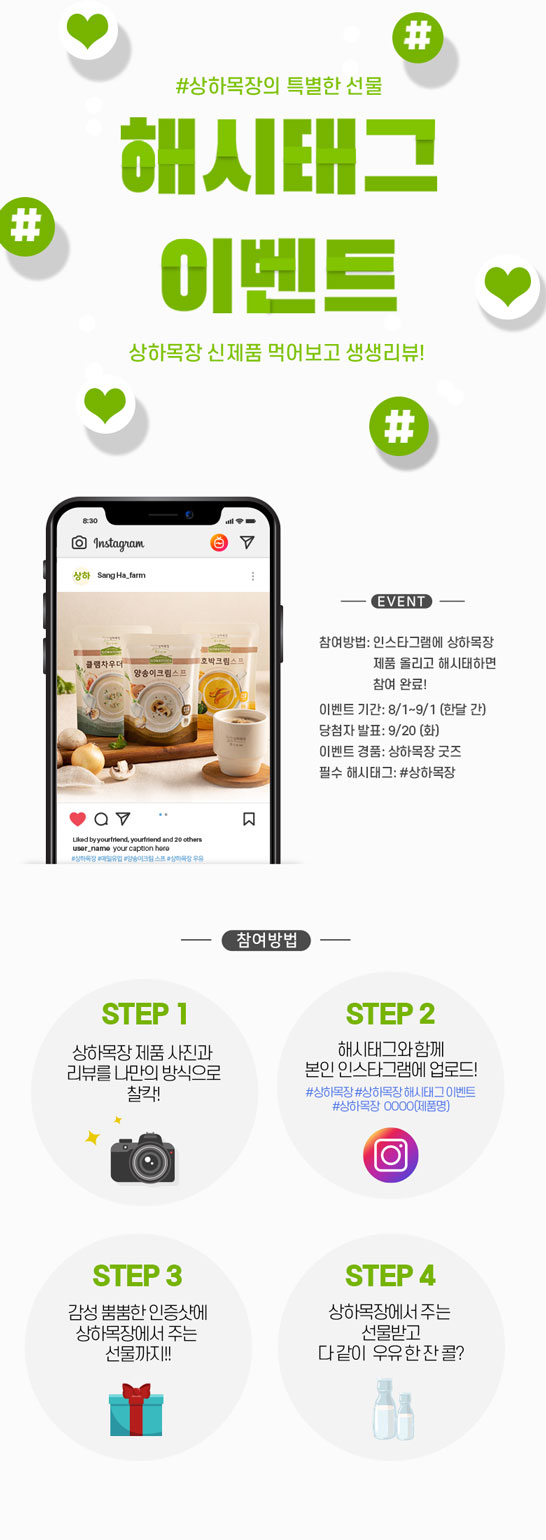 #상하목장의 특별한 선물
해시태그
이벤트
상하목장 신제품 먹어보고 생생리뷰!
#
#
#
8:30
Instagram
상하 Sang Ha_farm
클램차우더
양송이크림스프
호박크림스프
Liked by yourfriend, yourfriend and 20 others
user_name your caption here
#상하목장 #매일유업 #양송이크림 스프 #상하목장 우유
EVENT
참여방법: 인스타그램에 상하목장
제품 올리고 해시태하면
참여 완료!
이벤트 기간: 8/1~9/1 (한달 간)
당첨자 발표: 9/20 (화)
이벤트 경품: 상하목장 굿즈
필수 해시태그: #상하목장
참여방법
STEP 1
상하목장 제품 사진과
리뷰를 나만의 방식으로
찰칵!
STEP 2
해시태그와 함께
본인 인스타그램에 업로드!
#상하목장 #상하목장 해시태그 이벤트
#상하목장 OOOO(제품명)
STEP 3
감성 뿜뿜한 인증샷에
상하목장에서 주는
선물까지!!
STEP 4
상하목장에서 주는
선물받고
다 같이 우유 한 잔 콜?